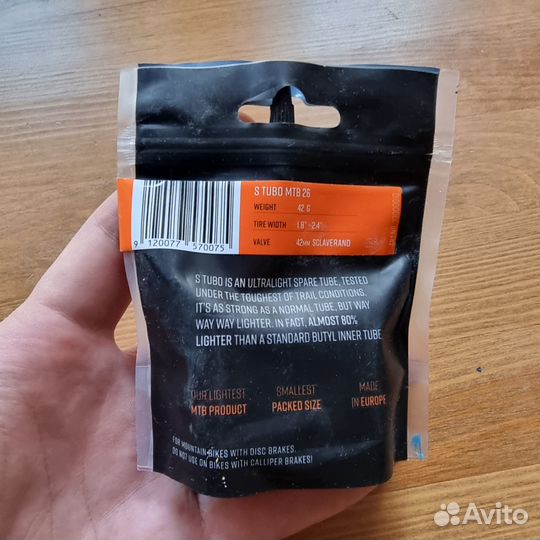 S TUBO MTB 26
WEIGHT 42 G
TIRE WIDTH 1.8"-2.4"
VALVE 42MM SCLAVERAND
9 120077 570075
S TUBO IS AN ULTRALIGHT SPARE TUBE, TESTED
UNDER THE TOUGHEST OF TRAIL CONDITIONS.
IT'S AS STRONG AS A NORMAL TUBE, BUT WAY
WAY WAY LIGHTER. IN FACT, ALMOST 80%
LIGHTER THAN A STANDARD BUTYL INNER TUBE
OUR LIGHTEST
MTB PRODUCT
SMALLEST
PACKED SIZE
MADE
IN EUROPE
FOR MOUNTAIN BIKES WITH DISC BRAKES.
DO NOT USE ON BIKES WITH CALLIPER BRAKES!
Avito